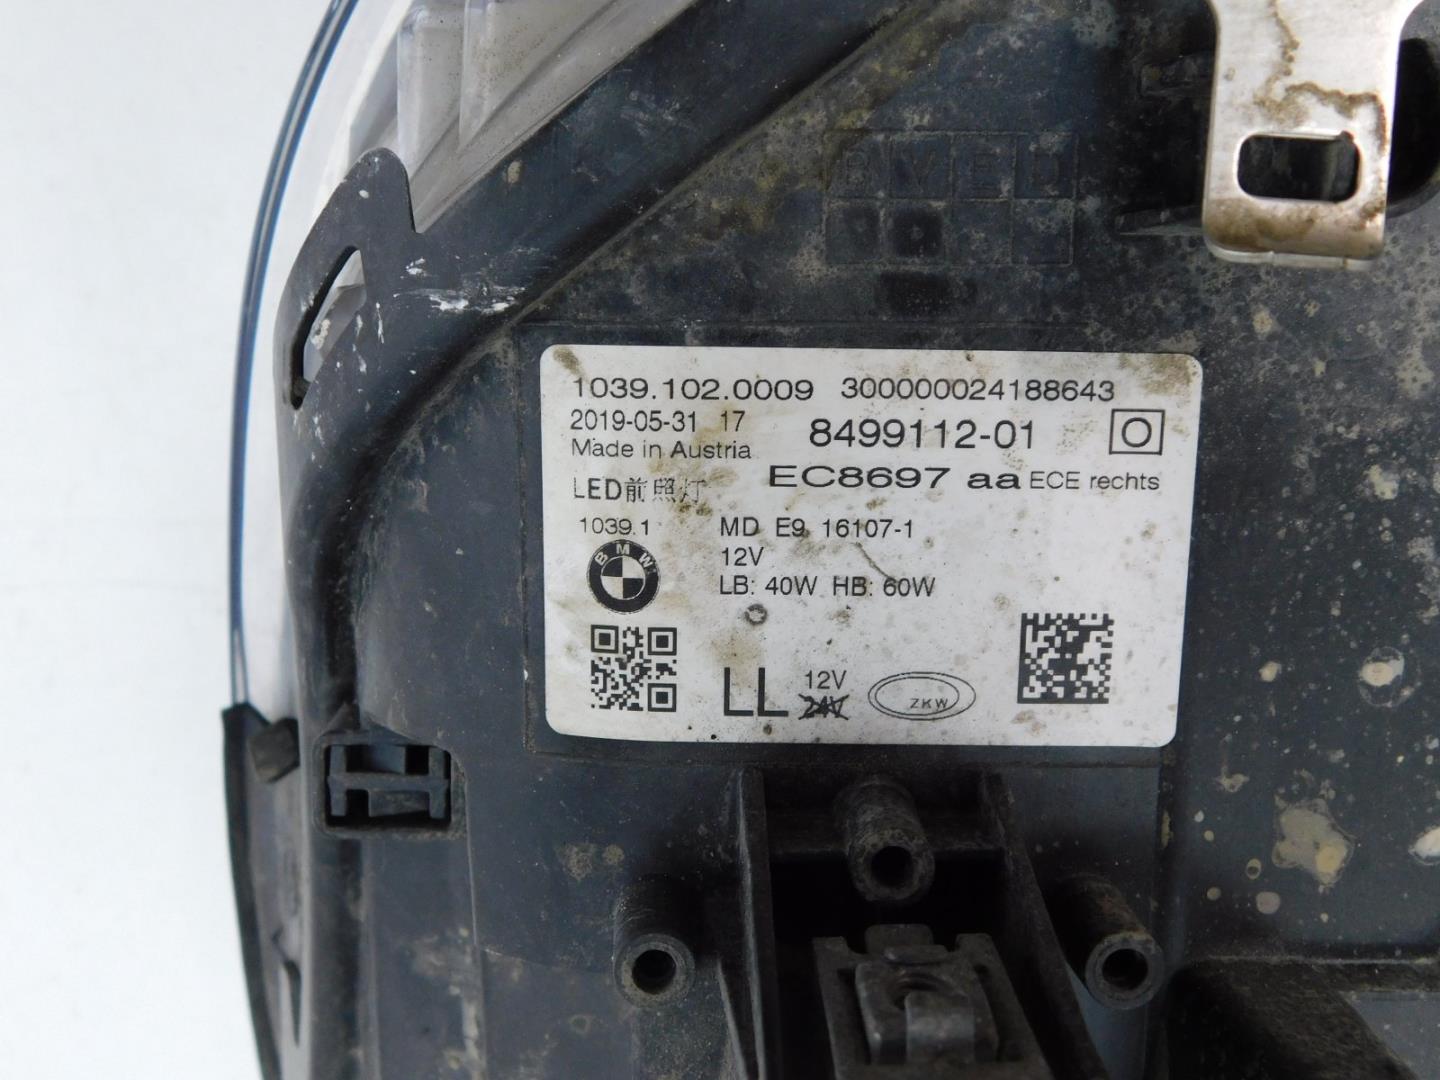 1039.102.0009 300000024188643
2019-05-31 17
8499112-01 O
Made in Austria
EC8697 aa ECE rechts
LED前照灯
1039.1 MD E9 16107-1
BMW
12V
LB: 40W HB: 60W
LL 12V
24V
ZKW